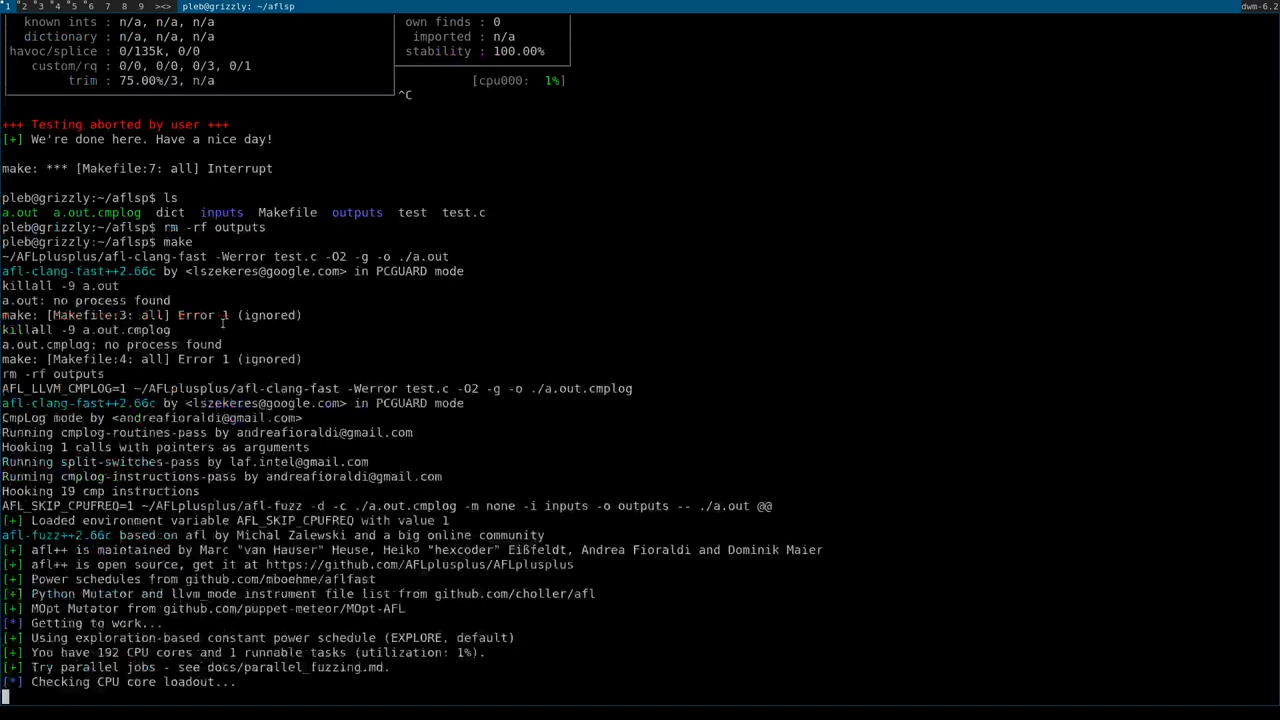 1 2 3 4 5 6 7 8 9 ><> pleb@grizzly: ~/aflsp dwm-6.2
known ints : n/a, n/a, n/a own finds : 0
dictionary : n/a, n/a, n/a imported : n/a
havoc/splice : 0/135k, 0/0 stability : 100.00%
custom/rq : 0/0, 0/0, 0/3, 0/1
trim : 75.00%/3, n/a [cpu000: 1%]
^C
+++ Testing aborted by user +++
[+] We're done here. Have a nice day!
make: *** [Makefile:7: all] Interrupt
pleb@grizzly:~/aflsp$ ls
a.out a.out.cmplog dict inputs Makefile outputs test test.c
pleb@grizzly:~/aflsp$ rm -rf outputs
pleb@grizzly:~/aflsp$ make
~/AFLplusplus/afl-clang-fast -Werror test.c -O2 -g -o ./a.out
afl-clang-fast++2.66c by <lszekeres@google.com> in PCGUARD mode
killall -9 a.out
a.out: no process found
make: [Makefile:3: all] Error 1 (ignored)
killall -9 a.out.cmplog
a.out.cmplog: no process found
make: [Makefile:4: all] Error 1 (ignored)
rm -rf outputs
AFL_LLVM_CMPLOG=1 ~/AFLplusplus/afl-clang-fast -Werror test.c -O2 -g -o ./a.out.cmplog
afl-clang-fast++2.66c by <lszekeres@google.com> in PCGUARD mode
CmpLog mode by <andreafioraldi@gmail.com>
Running cmplog-routines-pass by andreafioraldi@gmail.com
Hooking 1 calls with pointers as arguments
Running split-switches-pass by laf.intel@gmail.com
Running cmplog-instructions-pass by andreafioraldi@gmail.com
Hooking 19 cmp instructions
AFL_SKIP_CPUFREQ=1 ~/AFLplusplus/afl-fuzz -d -c ./a.out.cmplog -m none -i inputs -o outputs -- ./a.out @@
[+] Loaded environment variable AFL_SKIP_CPUFREQ with value 1
afl-fuzz++2.66c based on afl by Michal Zalewski and a big online community
[+] afl++ is maintained by Marc "van Hauser" Heuse, Heiko "hexcoder" Eißfeldt, Andrea Fioraldi and Dominik Maier
[+] afl++ is open source, get it at https://github.com/AFLplusplus/AFLplusplus
[+] Power schedules from github.com/mboehme/aflfast
[+] Python Mutator and llvm_mode instrument file list from github.com/choller/afl
[+] MOpt Mutator from github.com/puppet-meteor/MOpt-AFL
[*] Getting to work...
[+] Using exploration-based constant power schedule (EXPLORE, default)
[+] You have 192 CPU cores and 1 runnable tasks (utilization: 1%).
[+] Try parallel jobs - see docs/parallel_fuzzing.md.
[*] Checking CPU core loadout...